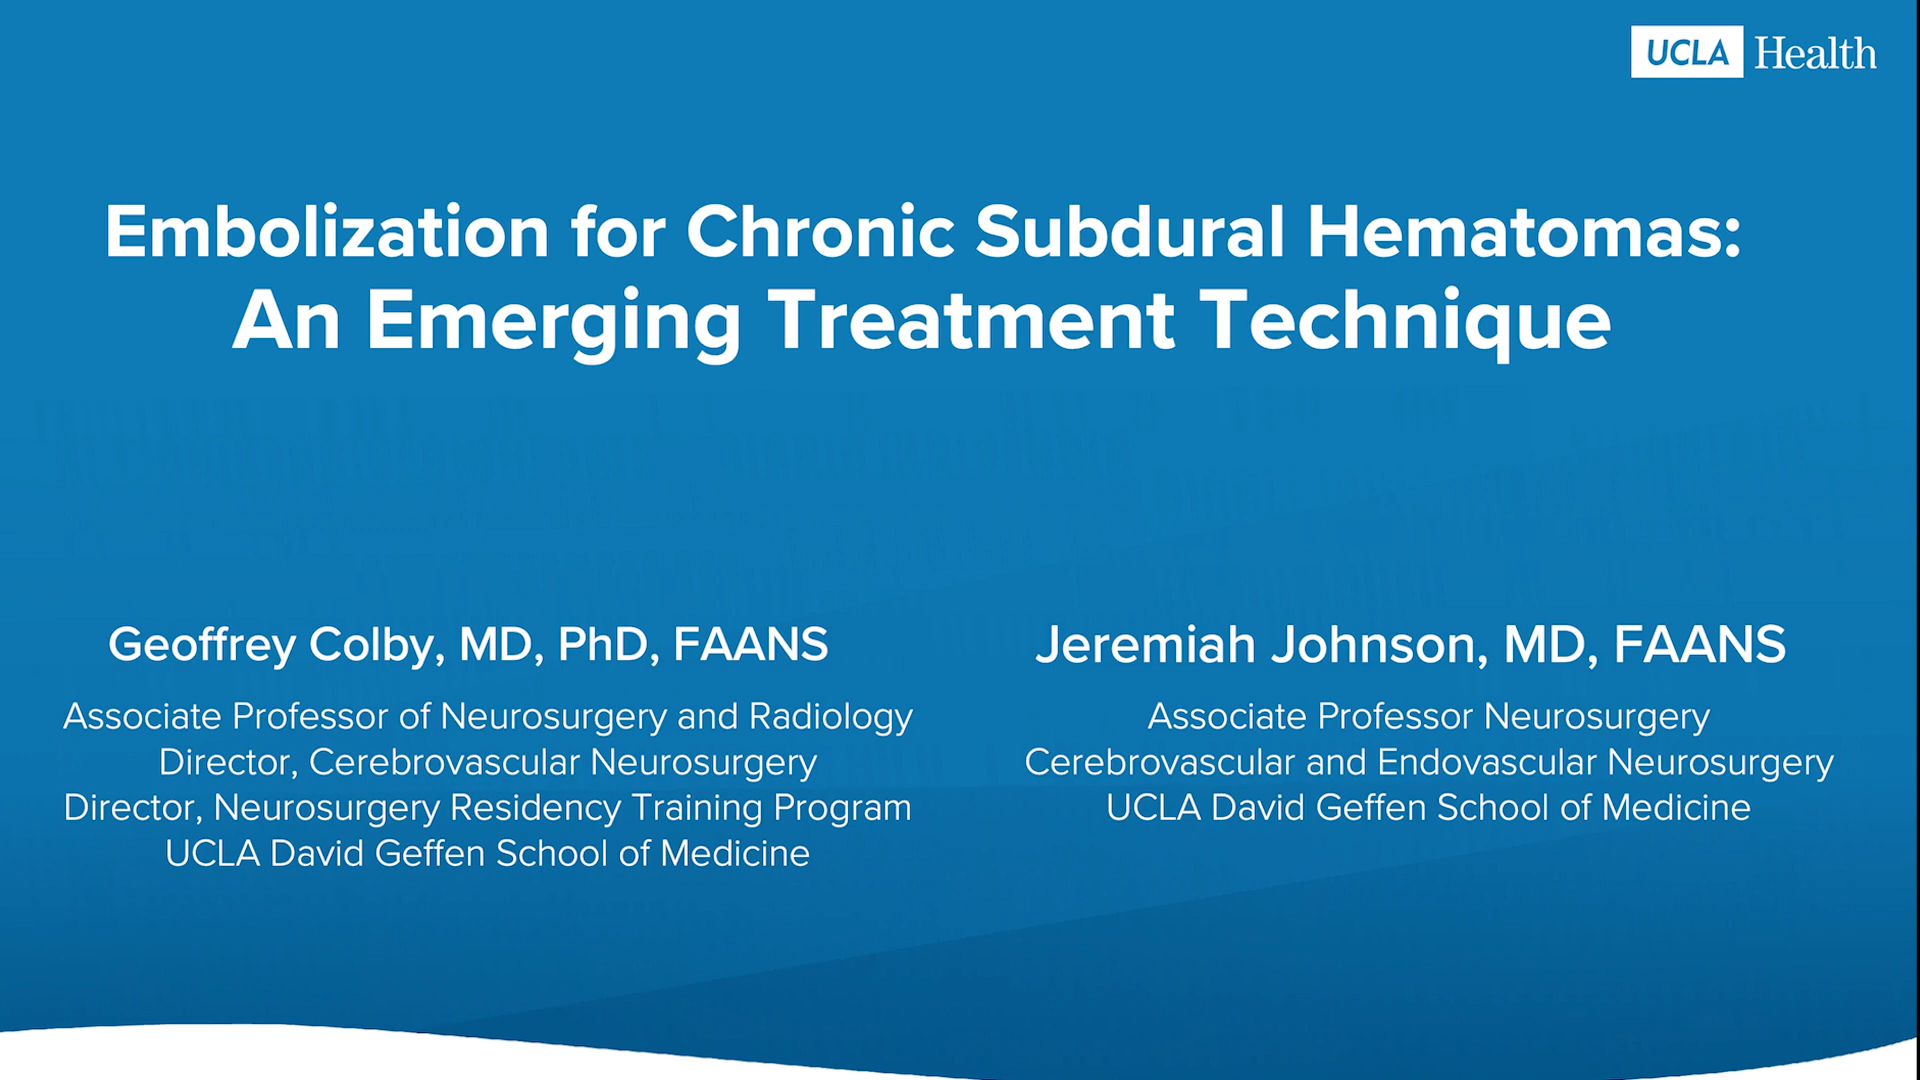 UCLA Health
Embolization for Chronic Subdural Hematomas:
An Emerging Treatment Technique
Geoffrey Colby, MD, PhD, FAANS
Associate Professor of Neurosurgery and Radiology
Director, Cerebrovascular Neurosurgery
Director, Neurosurgery Residency Training Program
UCLA David Geffen School of Medicine
Jeremiah Johnson, MD, FAANS
Associate Professor Neurosurgery
Cerebrovascular and Endovascular Neurosurgery
UCLA David Geffen School of Medicine